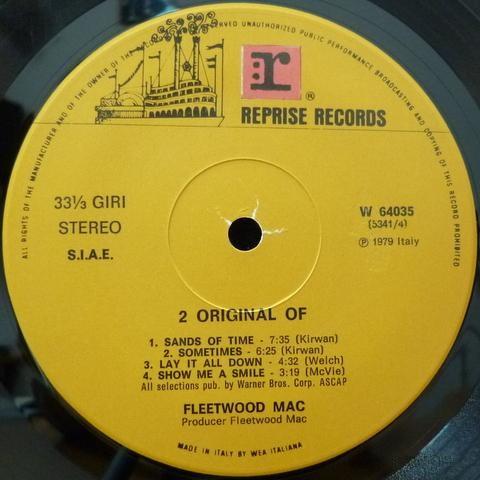 ALL RIGHTS OF THE MANUFACTURER AND OF THE OWNER OF THE RESERVED UNAUTHORIZED PUBLIC PERFORMANCE BROADCASTING AND COPYING OF THIS RECORD PROHIBITED
r
®
REPRISE RECORDS
33⅓ GIRI
STEREO
S.I.A.E.
W 64035
(5341/4)
Ⓟ 1979 Italy
2 ORIGINAL OF
1. SANDS OF TIME - 7:35 (Kirwan)
2. SOMETIMES - 6:25 (Kirwan)
3. LAY IT ALL DOWN - 4:32 (Welch)
4. SHOW ME A SMILE - 3:19 (McVie)
All selections pub. by Warner Bros. Corp. ASCAP
FLEETWOOD MAC
Producer Fleetwood Mac
MADE IN ITALY BY WEA ITALIANA